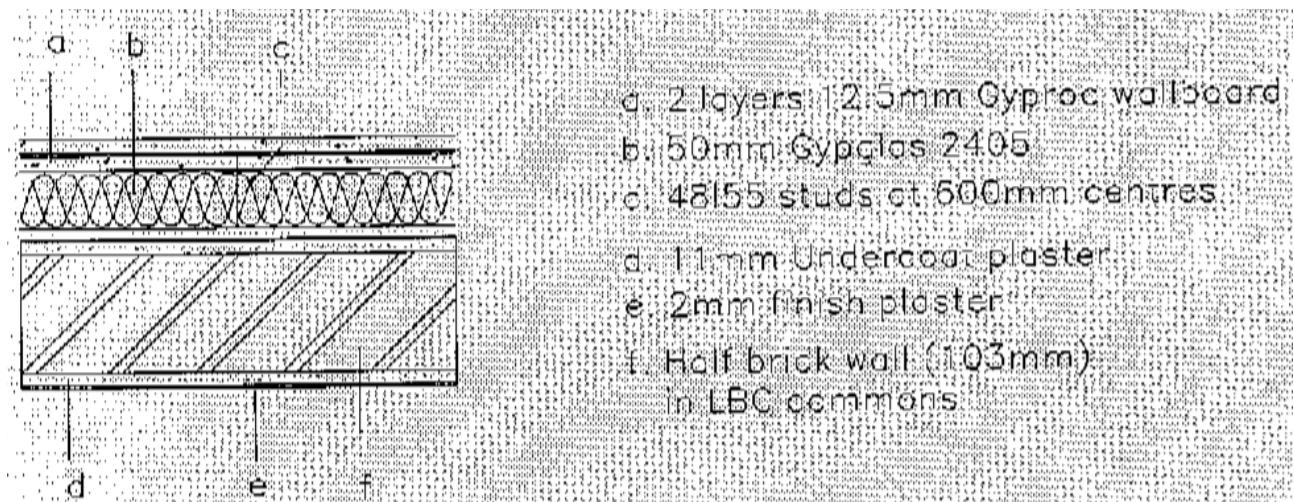 a b c
a. 2 layers 12.5mm Gyproc wallboard
b. 50mm Gypglas 2405
c. 48I55 studs at 600mm centres
d. 11mm Undercoat plaster
e. 2mm finish plaster
f. Half brick wall (103mm)
in LBC commons
d e f